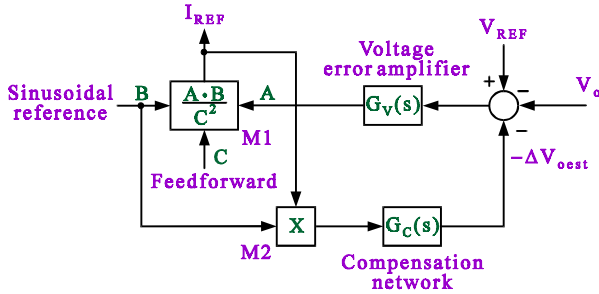 I_REF
Voltage
error amplifier
V_REF
Sinusoidal
reference
B
A·B
C²
A
G_V(s)
+
−
V_o
M1
C
Feedforward
−
−ΔV_oest
X
M2
G_C(s)
Compensation
network